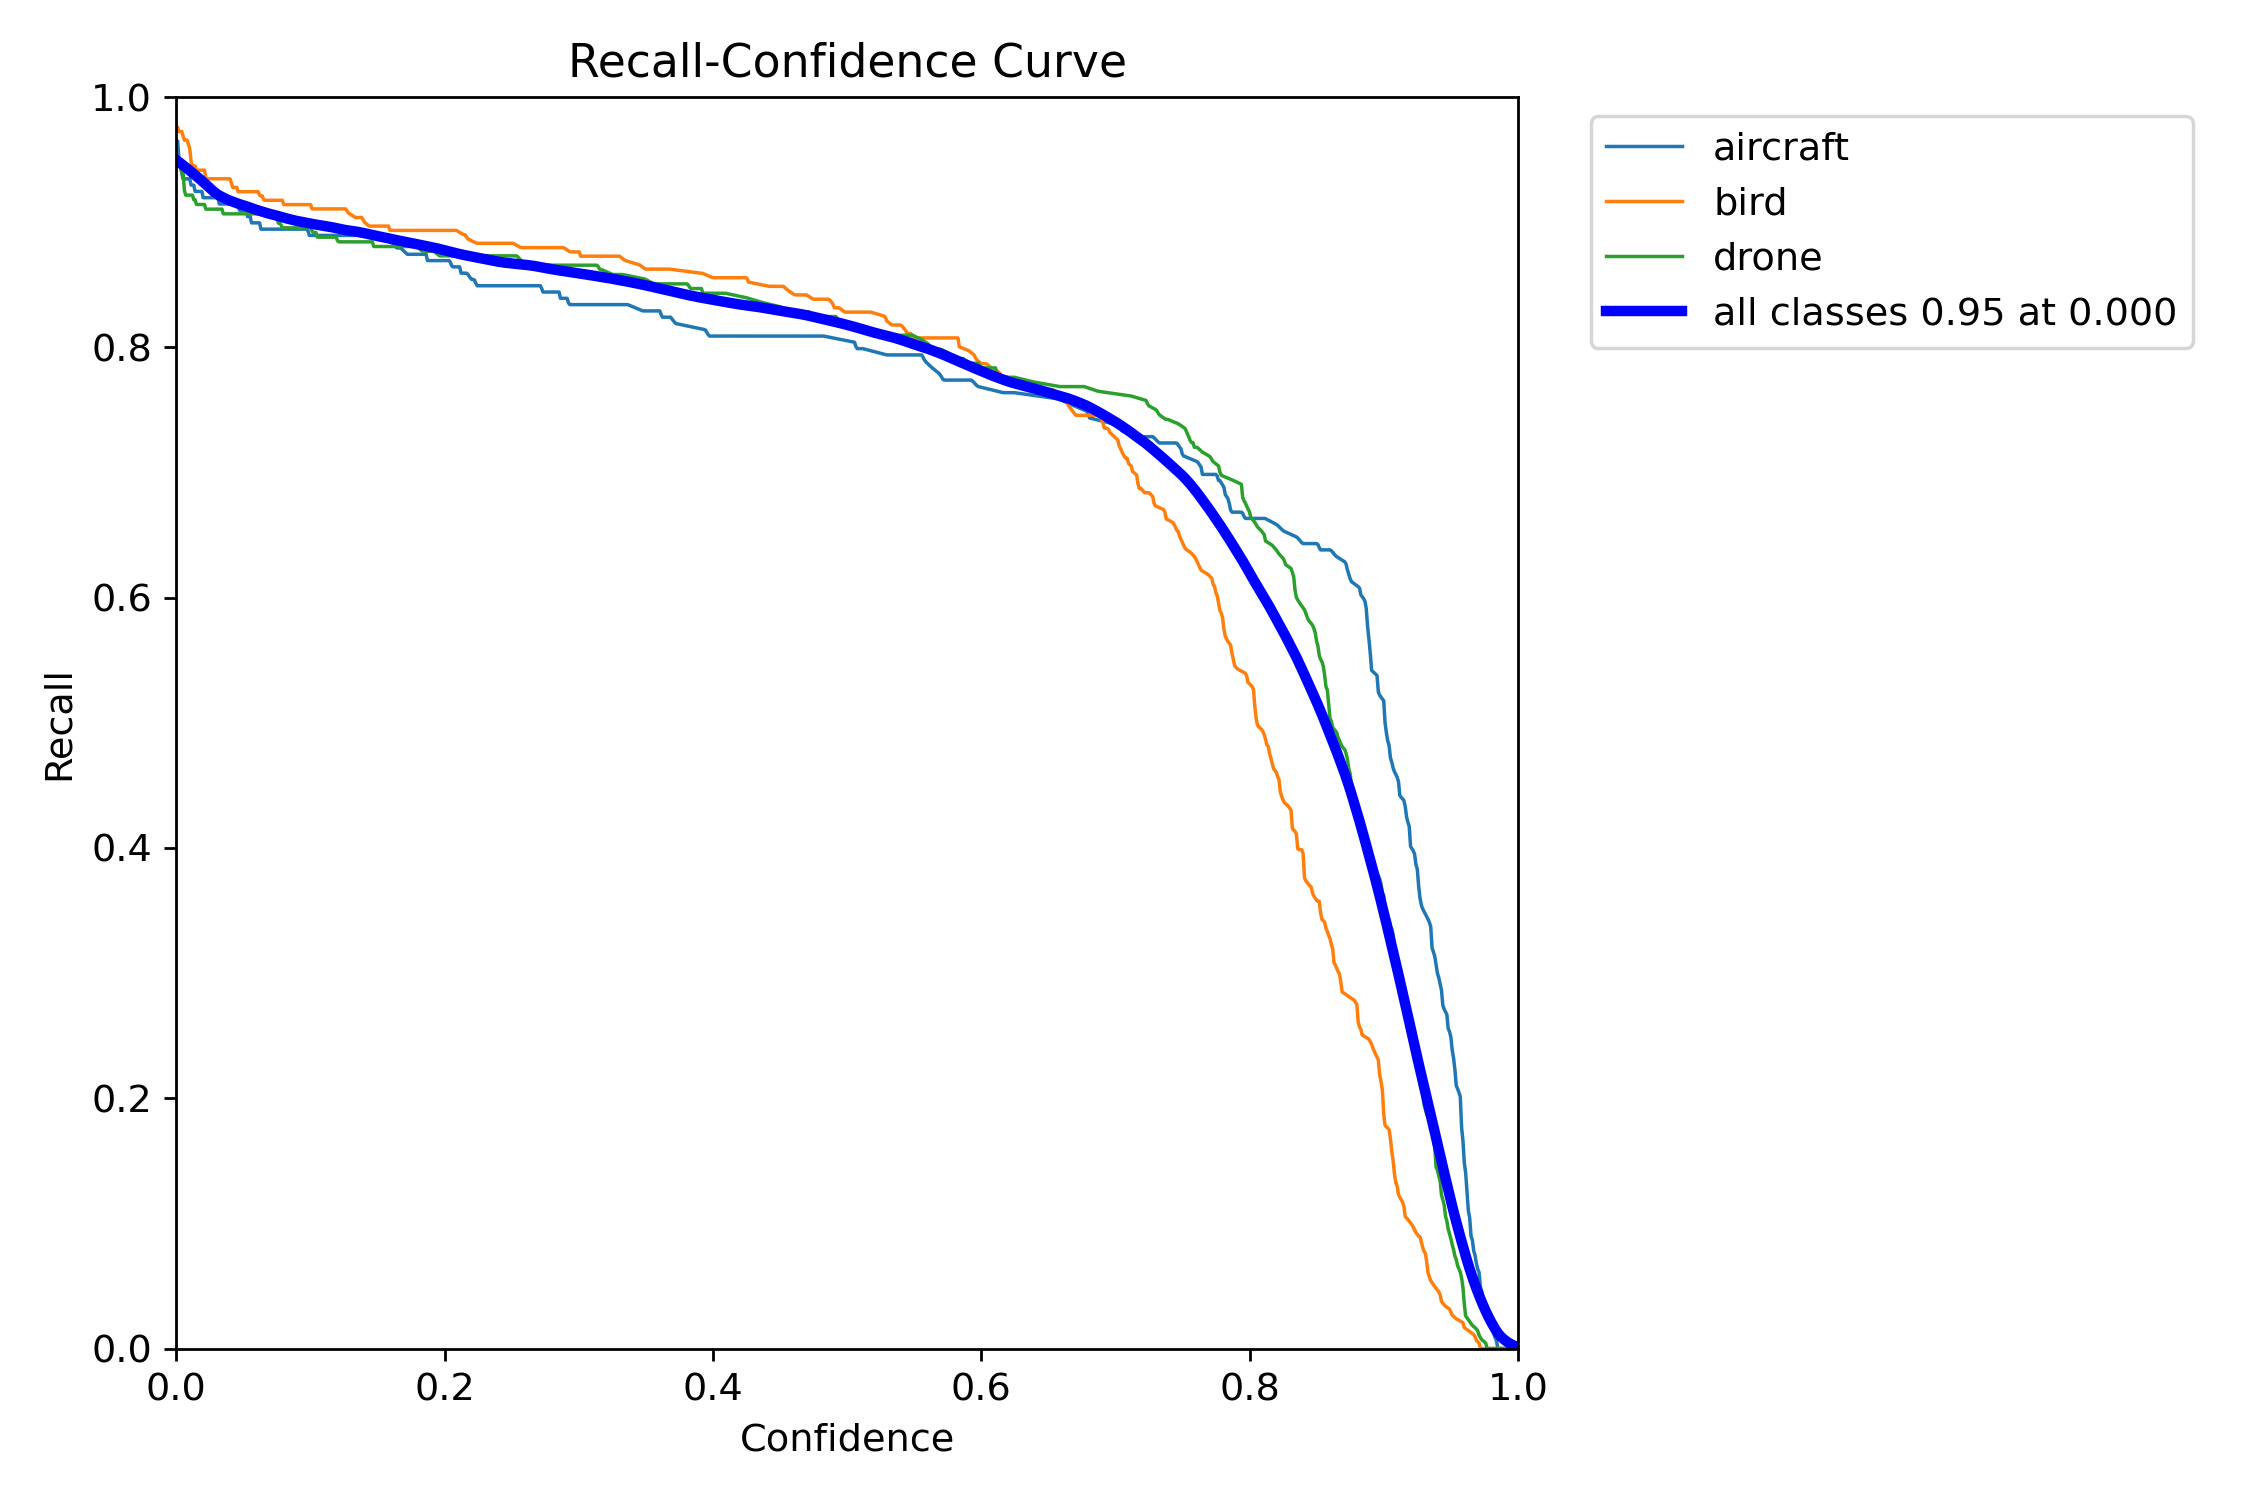 Recall-Confidence Curve
1.0
0.8
0.6
0.4
0.2
0.0
Recall
0.0 0.2 0.4 0.6 0.8 1.0
Confidence
aircraft
bird
drone
all classes 0.95 at 0.000